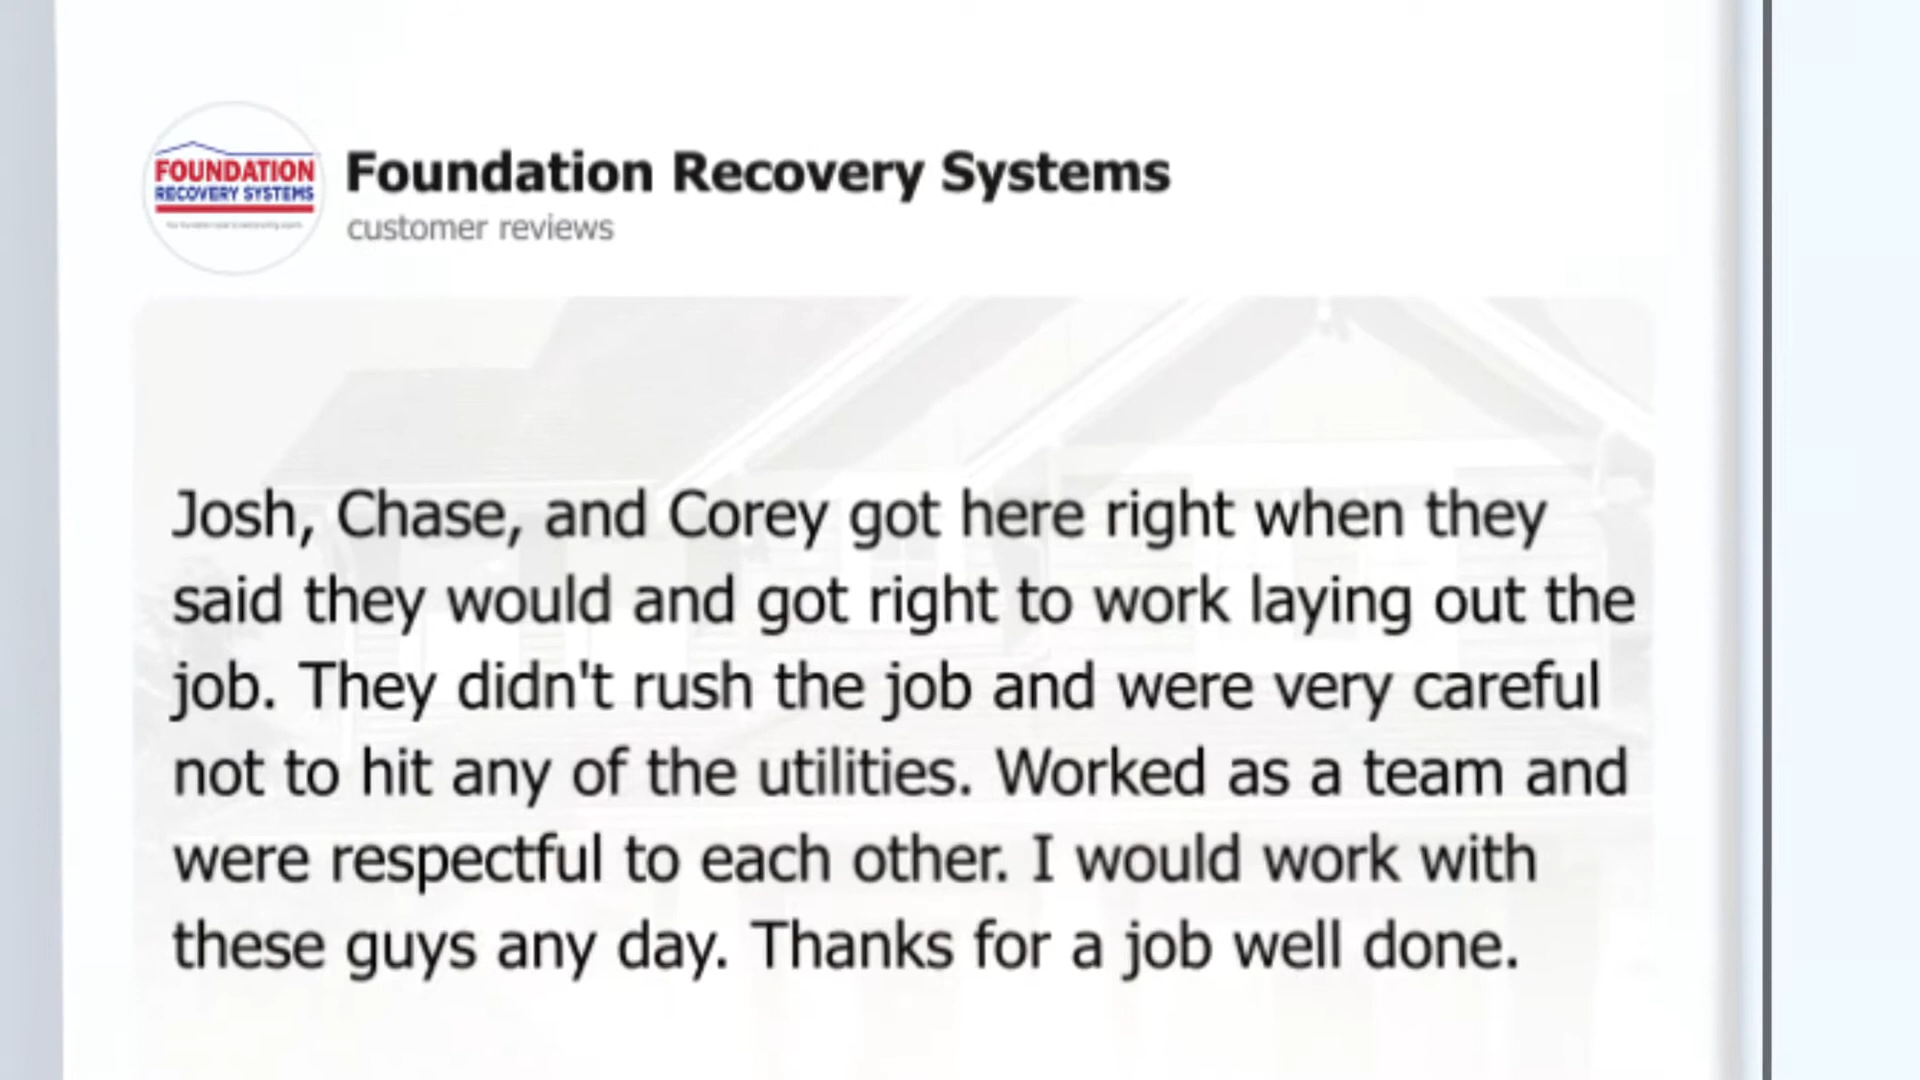 FOUNDATION
RECOVERY SYSTEMS
Foundation Recovery Systems
customer reviews
Josh, Chase, and Corey got here right when they
said they would and got right to work laying out the
job. They didn't rush the job and were very careful
not to hit any of the utilities. Worked as a team and
were respectful to each other. I would work with
these guys any day. Thanks for a job well done.